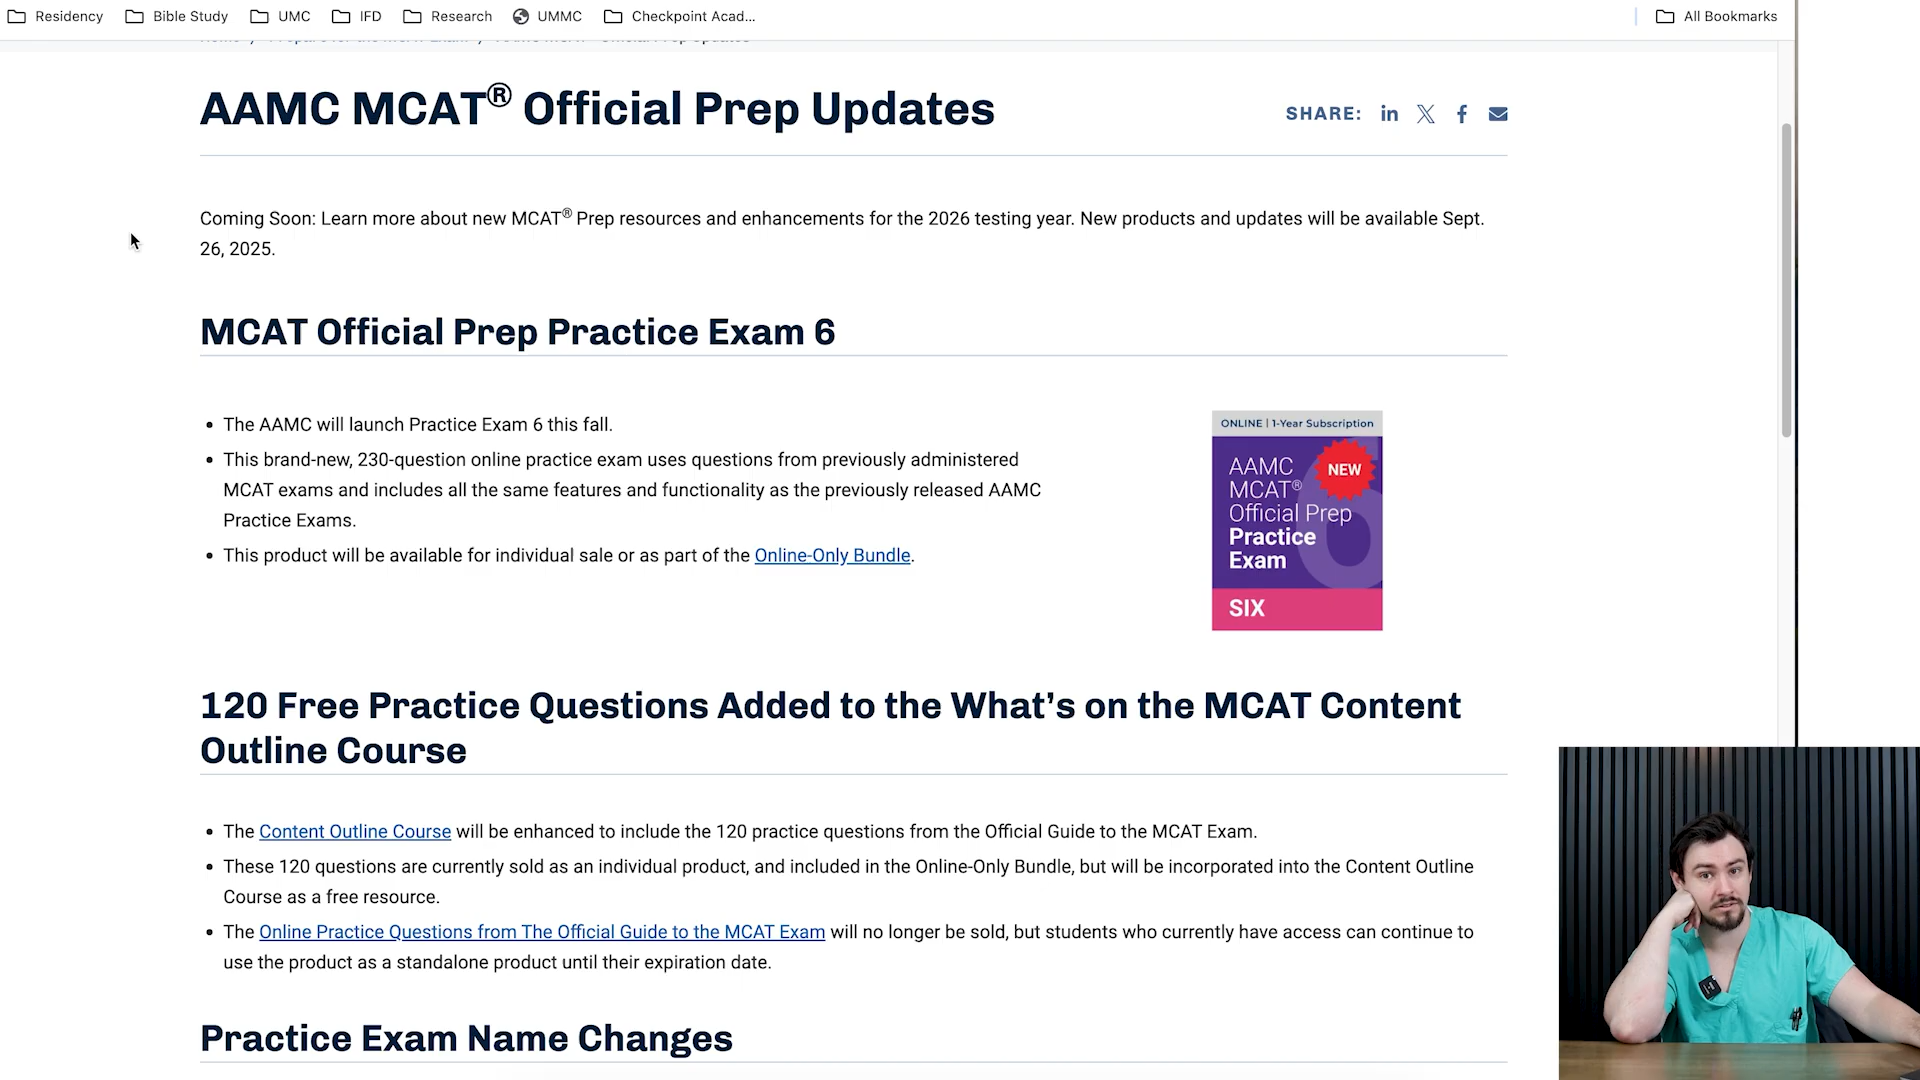 Residency Bible Study UMC IFD Research UMMC Checkpoint Acad... All Bookmarks
AAMC MCAT® Official Prep Updates
SHARE:
Coming Soon: Learn more about new MCAT® Prep resources and enhancements for the 2026 testing year. New products and updates will be available Sept.
26, 2025.
MCAT Official Prep Practice Exam 6
• The AAMC will launch Practice Exam 6 this fall.
• This brand-new, 230-question online practice exam uses questions from previously administered
MCAT exams and includes all the same features and functionality as the previously released AAMC
Practice Exams.
• This product will be available for individual sale or as part of the Online-Only Bundle.
ONLINE | 1-Year Subscription
NEW
AAMC
MCAT®
Official Prep
Practice
Exam
6
SIX
120 Free Practice Questions Added to the What's on the MCAT Content
Outline Course
• The Content Outline Course will be enhanced to include the 120 practice questions from the Official Guide to the MCAT Exam.
• These 120 questions are currently sold as an individual product, and included in the Online-Only Bundle, but will be incorporated into the Content Outline
Course as a free resource.
• The Online Practice Questions from The Official Guide to the MCAT Exam will no longer be sold, but students who currently have access can continue to
use the product as a standalone product until their expiration date.
Practice Exam Name Changes